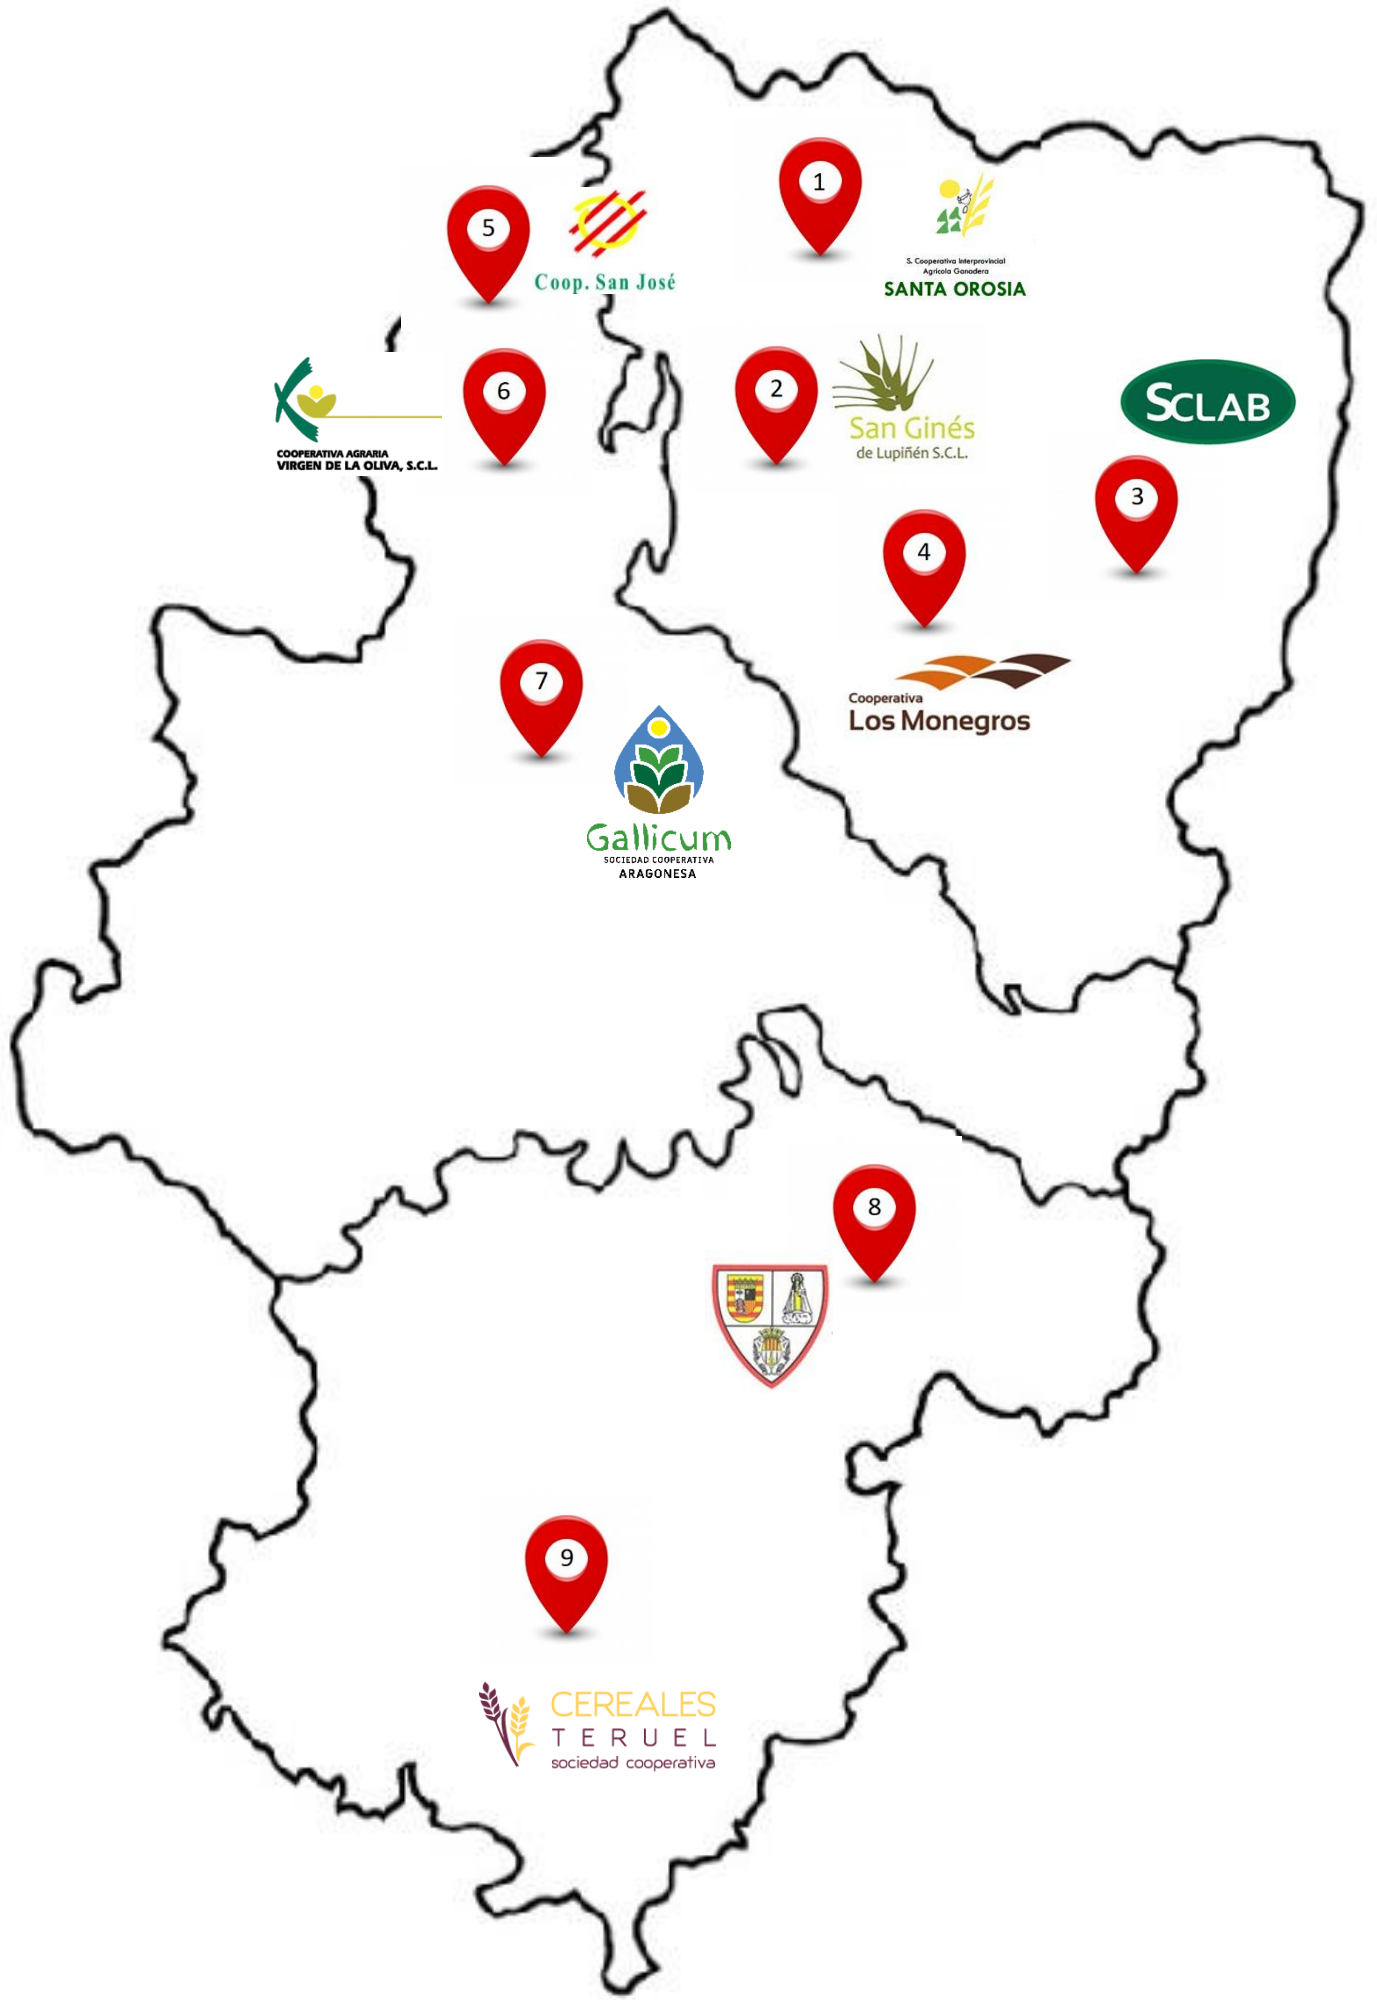 1
S. Cooperativa Interprovincial
Agrícola Ganadera
SANTA OROSIA
5
Coop. San José
2
San Ginés
de Lupiñén S.C.L.
SCLAB
6
COOPERATIVA AGRARIA
VIRGEN DE LA OLIVA, S.C.L.
3
4
Cooperativa
Los Monegros
7
Gallicum
SOCIEDAD COOPERATIVA
ARAGONESA
8
9
CEREALES
TERUEL
sociedad cooperativa